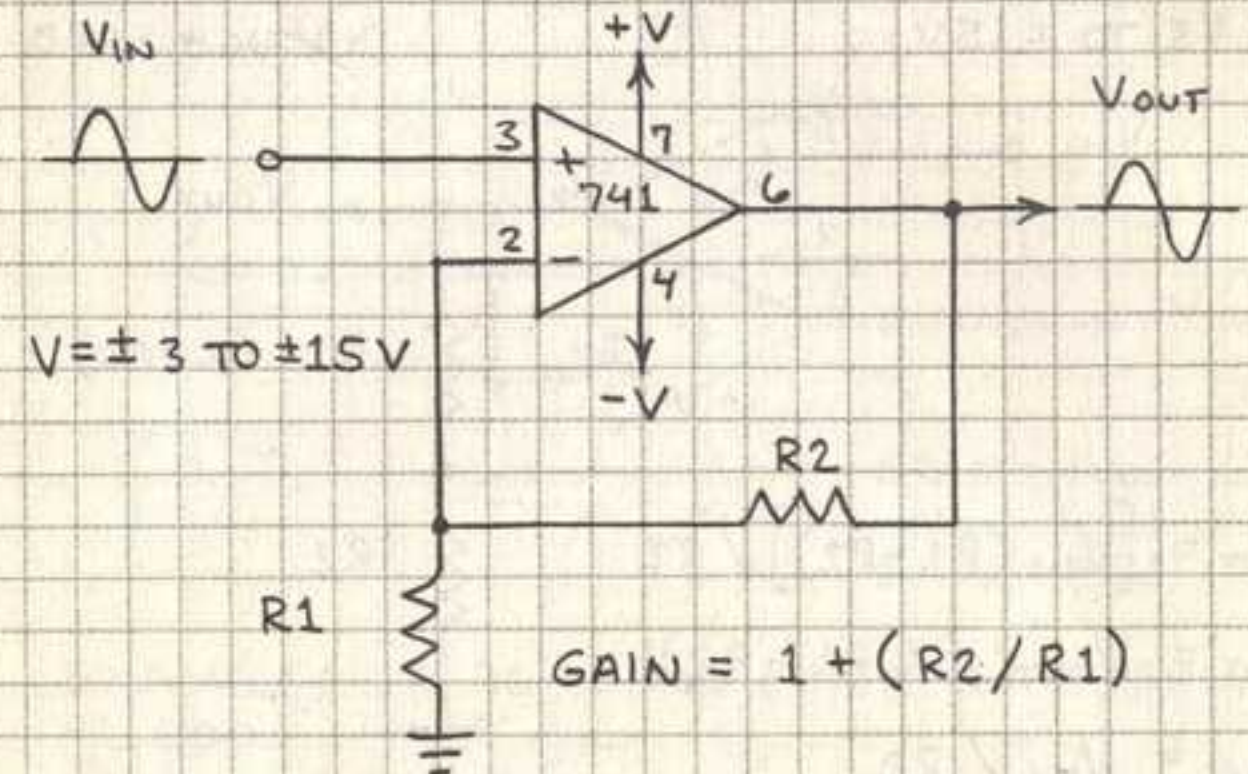 VIN
+V
VOUT
3
+
7
741
6
2
-
4
V=± 3 TO ±15 V
-V
R2
R1
GAIN = 1 + (R2/R1)